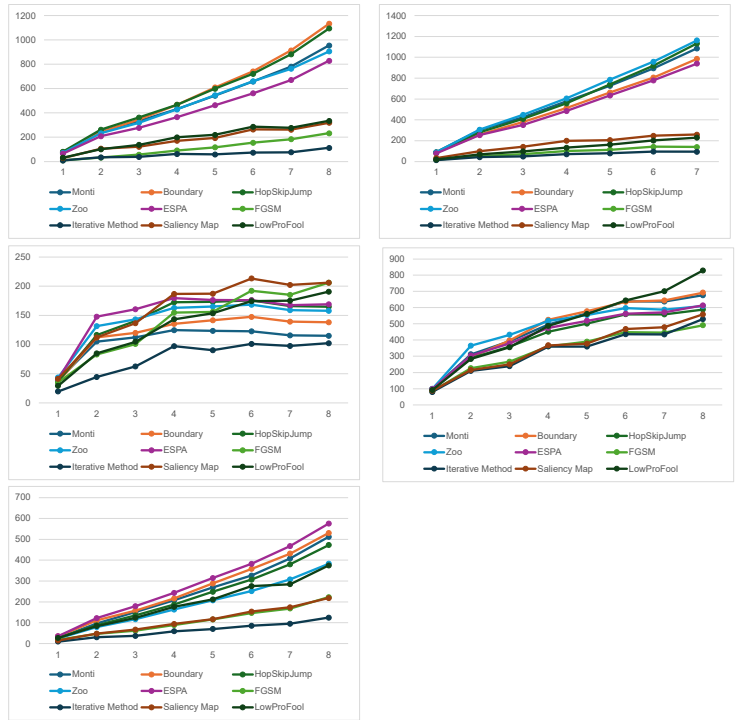 1200
1000
800
600
400
200
0
1 2 3 4 5 6 7 8
Monti Boundary HopSkipJump
Zoo ESPA FGSM
Iterative Method Saliency Map LowProFool
1400
1200
1000
800
600
400
200
0
1 2 3 4 5 6 7
Monti Boundary HopSkipJump
Zoo ESPA FGSM
Iterative Method Saliency Map LowProFool
250
200
150
100
50
0
1 2 3 4 5 6 7 8
Monti Boundary HopSkipJump
Zoo ESPA FGSM
Iterative Method Saliency Map LowProFool
900
800
700
600
500
400
300
200
100
0
1 2 3 4 5 6 7 8
Monti Boundary HopSkipJump
Zoo ESPA FGSM
Iterative Method Saliency Map LowProFool
700
600
500
400
300
200
100
0
1 2 3 4 5 6 7 8
Monti Boundary HopSkipJump
Zoo ESPA FGSM
Iterative Method Saliency Map LowProFool